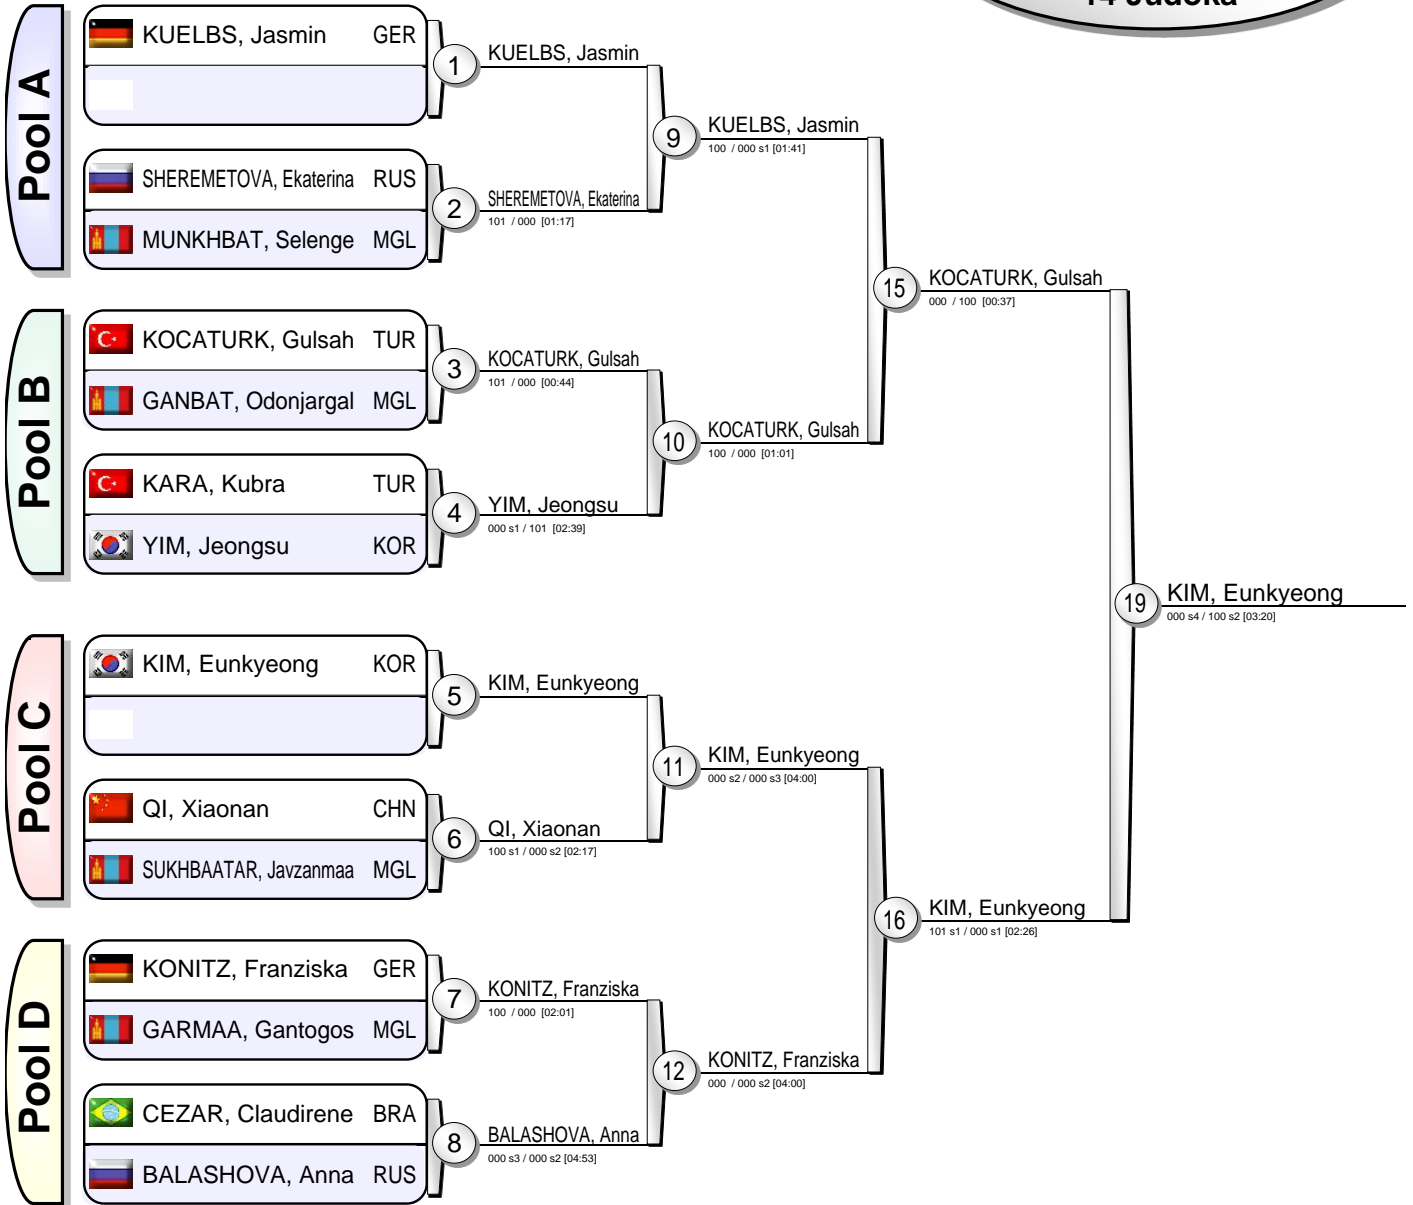 14 Judoka
Pool A
KUELBS, Jasmin GER
1
KUELBS, Jasmin
SHEREMETOVA, Ekaterina RUS
MUNKHBAT, Selenge MGL
2
SHEREMETOVA, Ekaterina
101 / 000 [01:17]
9
KUELBS, Jasmin
100 / 000 s1 [01:41]
Pool B
KOCATURK, Gulsah TUR
GANBAT, Odonjargal MGL
3
KOCATURK, Gulsah
101 / 000 [00:44]
KARA, Kubra TUR
YIM, Jeongsu KOR
4
YIM, Jeongsu
000 s1 / 101 [02:39]
10
KOCATURK, Gulsah
100 / 000 [01:01]
15
KOCATURK, Gulsah
000 / 100 [00:37]
Pool C
KIM, Eunkyeong KOR
5
KIM, Eunkyeong
QI, Xiaonan CHN
SUKHBAATAR, Javzanmaa MGL
6
QI, Xiaonan
100 s1 / 000 s2 [02:17]
11
KIM, Eunkyeong
000 s2 / 000 s3 [04:00]
Pool D
KONITZ, Franziska GER
GARMAA, Gantogos MGL
7
KONITZ, Franziska
100 / 000 [02:01]
CEZAR, Claudirene BRA
BALASHOVA, Anna RUS
8
BALASHOVA, Anna
000 s3 / 000 s2 [04:53]
12
KONITZ, Franziska
000 / 000 s2 [04:00]
16
KIM, Eunkyeong
101 s1 / 000 s1 [02:26]
19
KIM, Eunkyeong
000 s4 / 100 s2 [03:20]